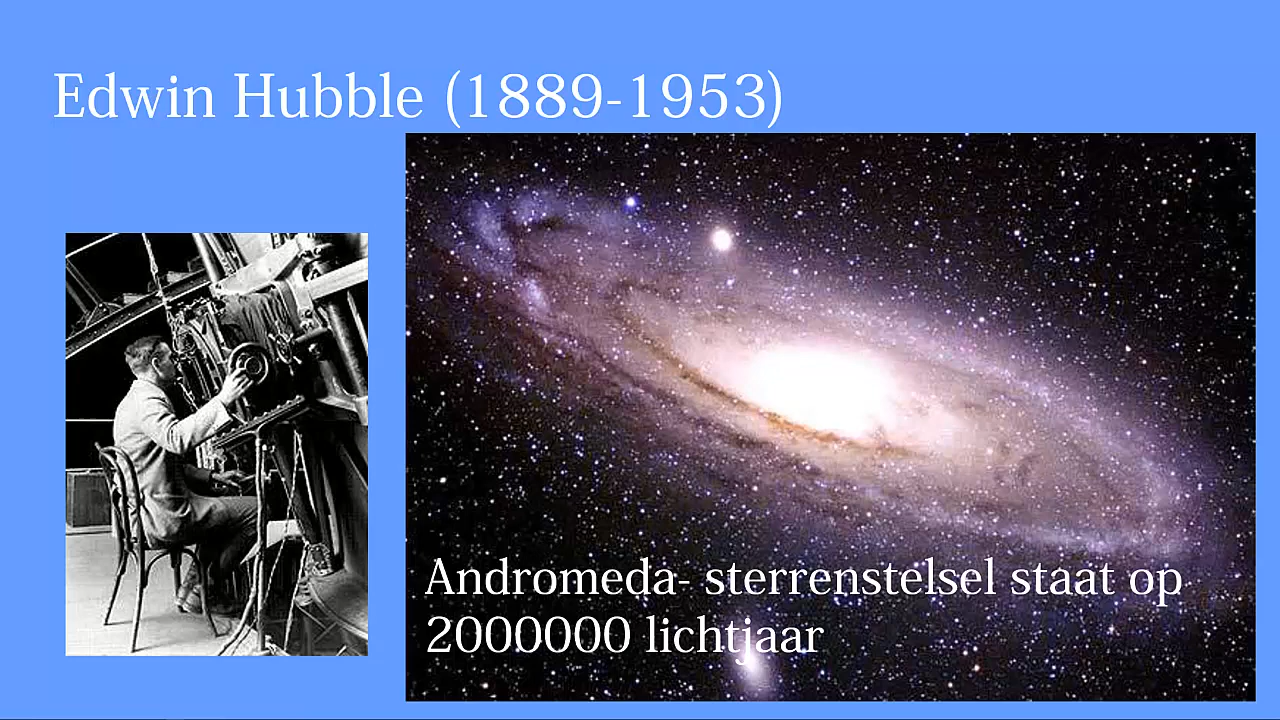 Edwin Hubble (1889-1953)
Andromeda- sterrenstelsel staat op
2000000 lichtjaar